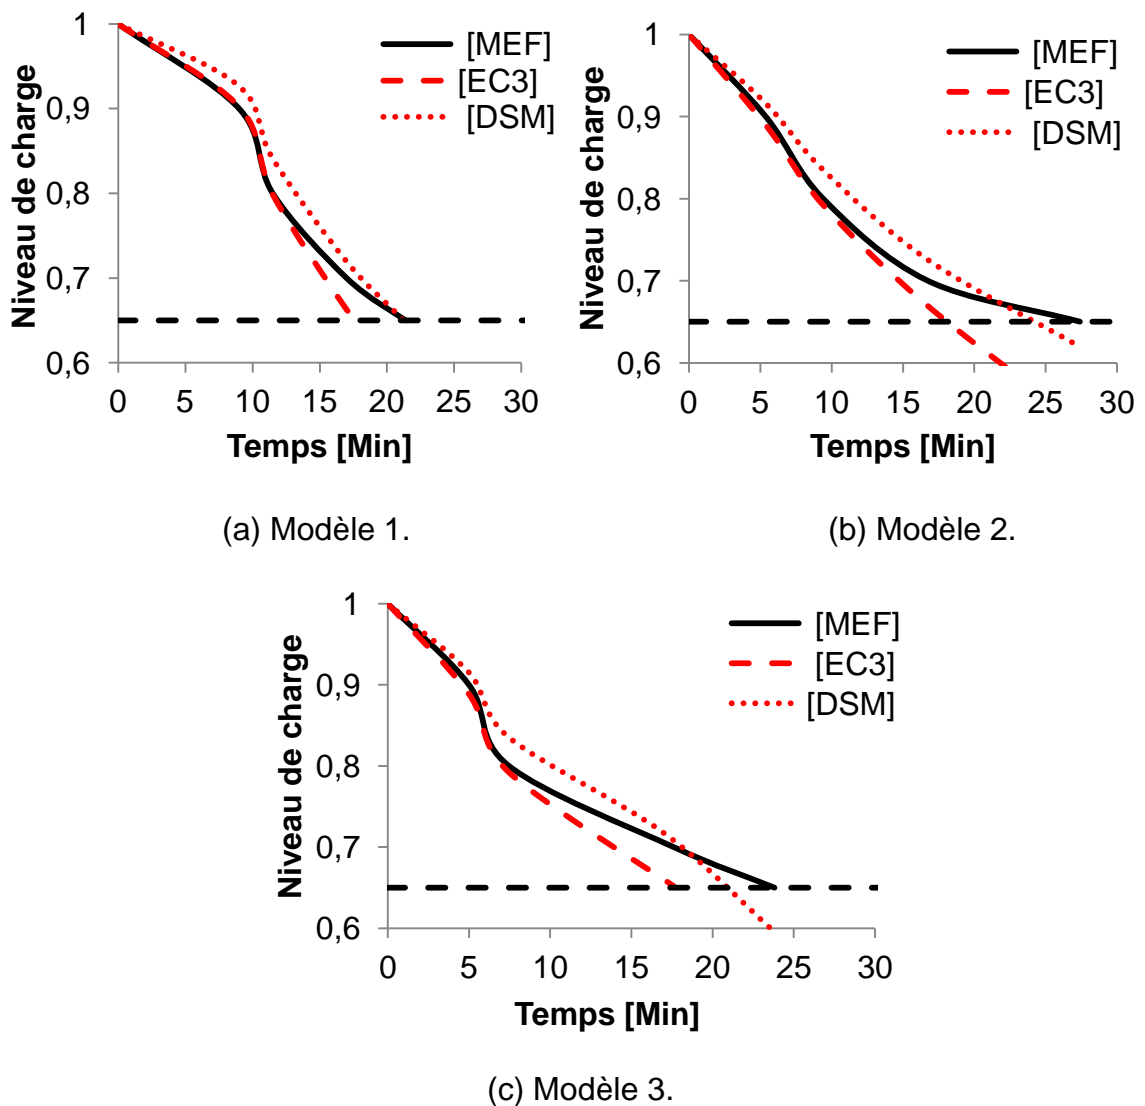 Niveau de charge
1
0,9
0,8
0,7
0,6
0 5 10 15 20 25 30
Temps [Min]
[MEF]
[EC3]
[DSM]
(a) Modèle 1.
Niveau de charge
1
0,9
0,8
0,7
0,6
0 5 10 15 20 25 30
Temps [Min]
[MEF]
[EC3]
[DSM]
(b) Modèle 2.
Niveau de charge
1
0,9
0,8
0,7
0,6
0 5 10 15 20 25 30
Temps [Min]
[MEF]
[EC3]
[DSM]
(c) Modèle 3.